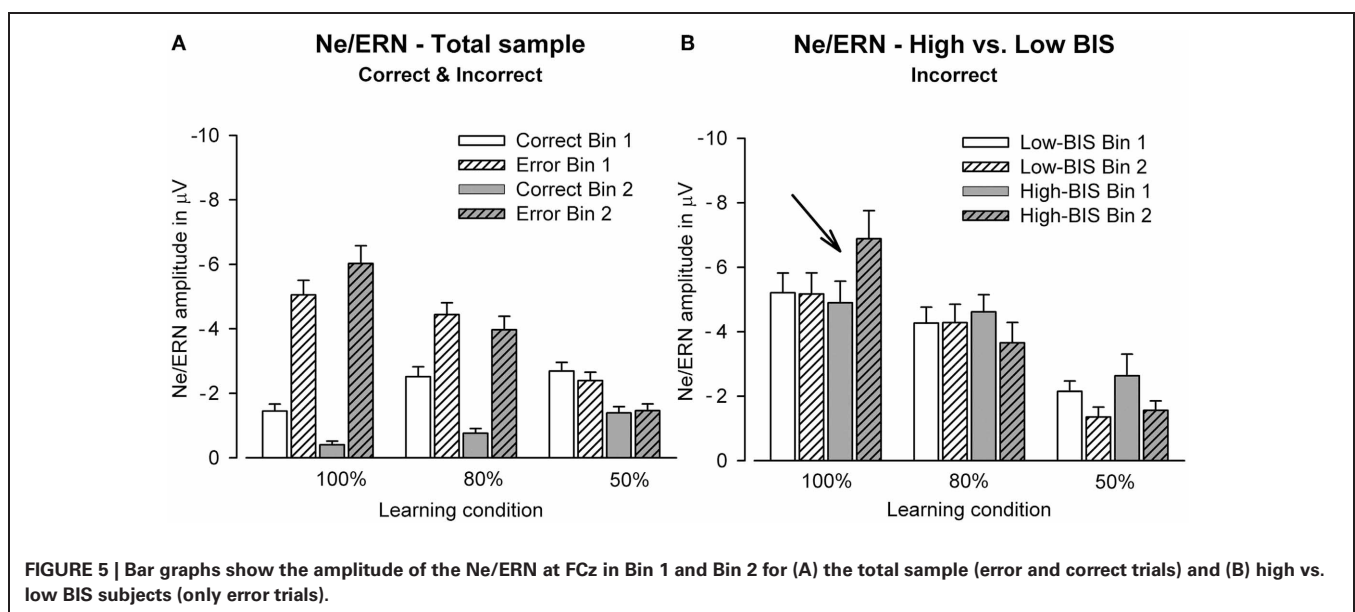 A
Ne/ERN - Total sample
Correct & Incorrect
Correct Bin 1
Error Bin 1
Correct Bin 2
Error Bin 2
Ne/ERN amplitude in µV
-10
-8
-6
-4
-2
0
100%
80%
50%
Learning condition
B
Ne/ERN - High vs. Low BIS
Incorrect
Low-BIS Bin 1
Low-BIS Bin 2
High-BIS Bin 1
High-BIS Bin 2
Ne/ERN amplitude in µV
-10
-8
-6
-4
-2
0
100%
80%
50%
Learning condition
FIGURE 5 | Bar graphs show the amplitude of the Ne/ERN at FCz in Bin 1 and Bin 2 for (A) the total sample (error and correct trials) and (B) high vs.
low BIS subjects (only error trials).